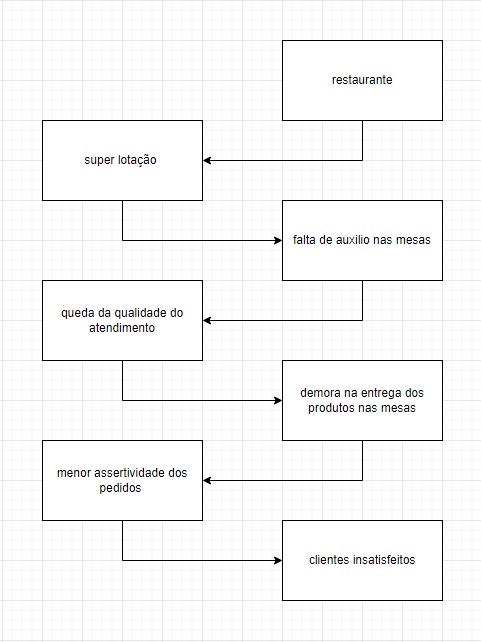 restaurante
super lotação
falta de auxilio nas mesas
queda da qualidade do
atendimento
demora na entrega dos
produtos nas mesas
menor assertividade dos
pedidos
clientes insatisfeitos